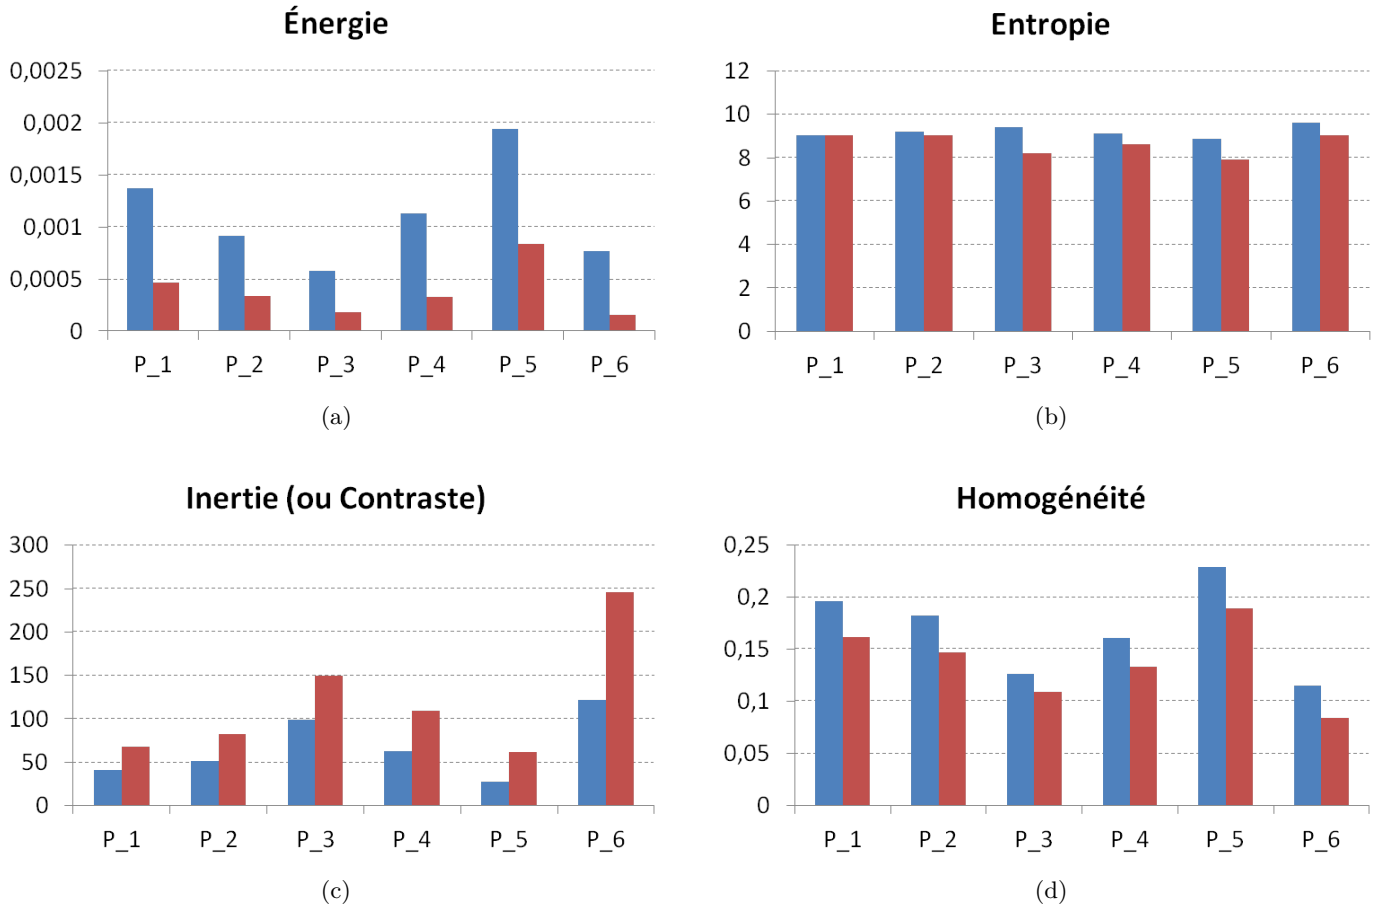 Énergie
0,0025
0,002
0,0015
0,001
0,0005
0
P_1 P_2 P_3 P_4 P_5 P_6
(a)
Entropie
12
10
8
6
4
2
0
P_1 P_2 P_3 P_4 P_5 P_6
(b)
Inertie (ou Contraste)
300
250
200
150
100
50
0
P_1 P_2 P_3 P_4 P_5 P_6
(c)
Homogénéité
0,25
0,2
0,15
0,1
0,05
0
P_1 P_2 P_3 P_4 P_5 P_6
(d)